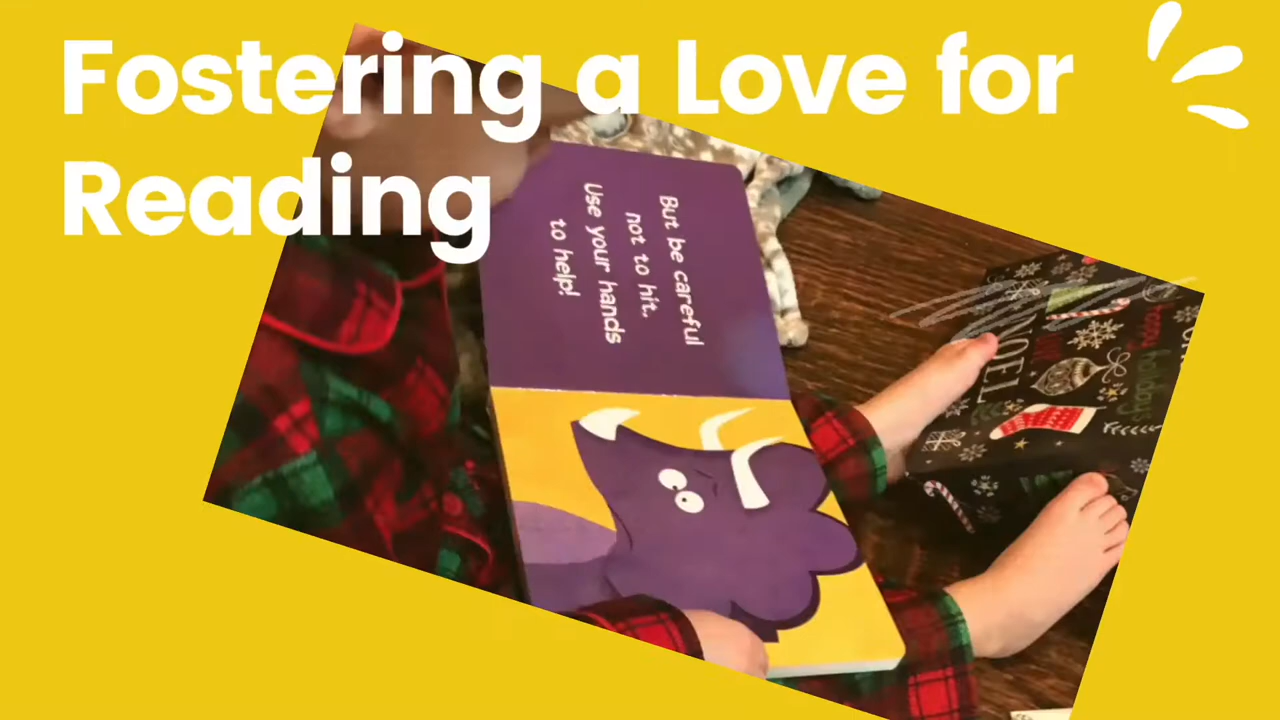 Fostering a Love for
Reading
But be careful
not to hit.
Use your hands
to help!
NOEL
happy
holidays